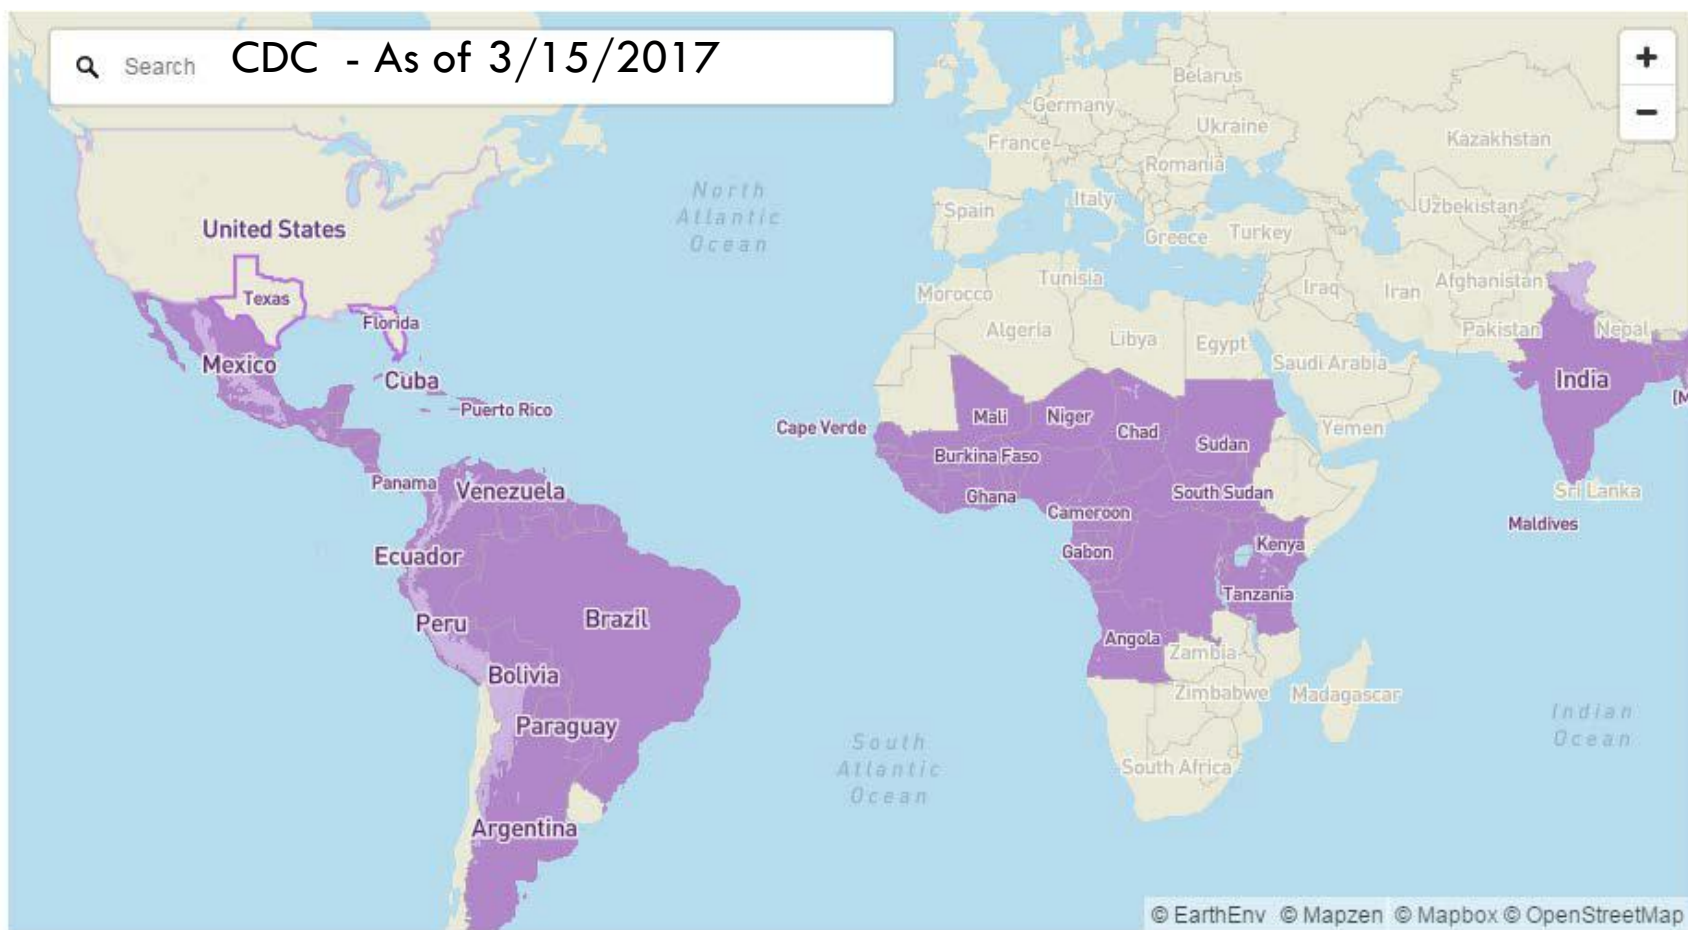 Search
CDC - As of 3/15/2017
+
−
Belarus
Germany
Ukraine
France
Kazakhstan
Romania
North
Atlantic
Ocean
Italy
Spain
Uzbekistan
United States
Greece
Turkey
Tunisia
Morocco
Iraq
Iran
Afghanistan
Texas
Florida
Algeria
Libya
Egypt
Pakistan
Nepal
Mexico
Saudi Arabia
Cuba
India
[M
Puerto Rico
Cape Verde
Mali
Niger
Chad
Yemen
Sudan
Burkina Faso
Panama
Venezuela
Ghana
South Sudan
Sri Lanka
Cameroon
Maldives
Ecuador
Gabon
Kenya
Tanzania
Peru
Brazil
Angola
Zambia
Bolivia
Zimbabwe
Madagascar
Paraguay
Indian
Ocean
South
Atlantic
Ocean
South Africa
Argentina
© EarthEnv © Mapzen © Mapbox © OpenStreetMap